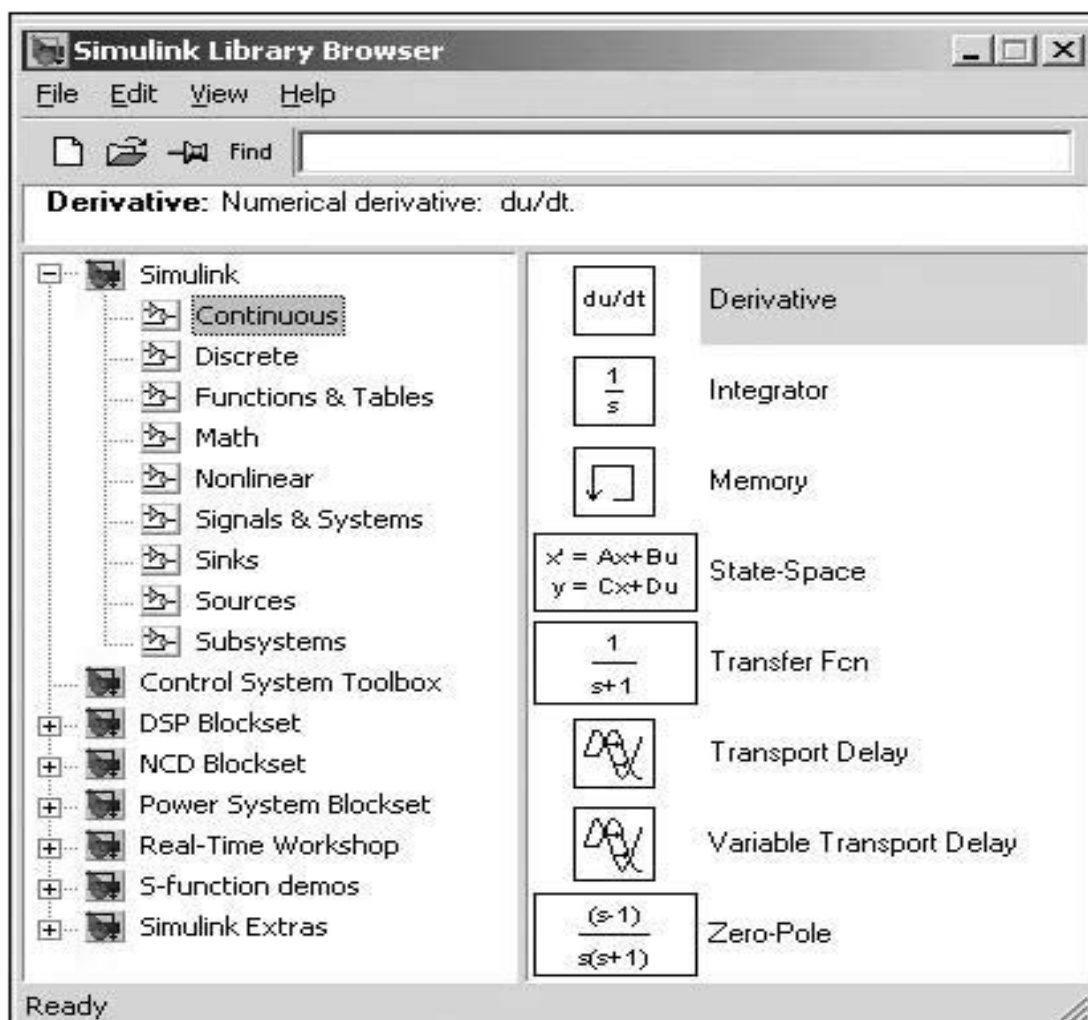 Simulink Library Browser
File Edit View Help
Find
Derivative: Numerical derivative: du/dt.
Simulink
Continuous
Discrete
Functions & Tables
Math
Nonlinear
Signals & Systems
Sinks
Sources
Subsystems
Control System Toolbox
DSP Blockset
NCD Blockset
Power System Blockset
Real-Time Workshop
S-function demos
Simulink Extras
du/dt Derivative
1
s
Integrator
Memory
x' = Ax+Bu
y = Cx+Du
State-Space
1
s+1
Transfer Fcn
Transport Delay
Variable Transport Delay
(s-1)
s(s+1)
Zero-Pole
Ready